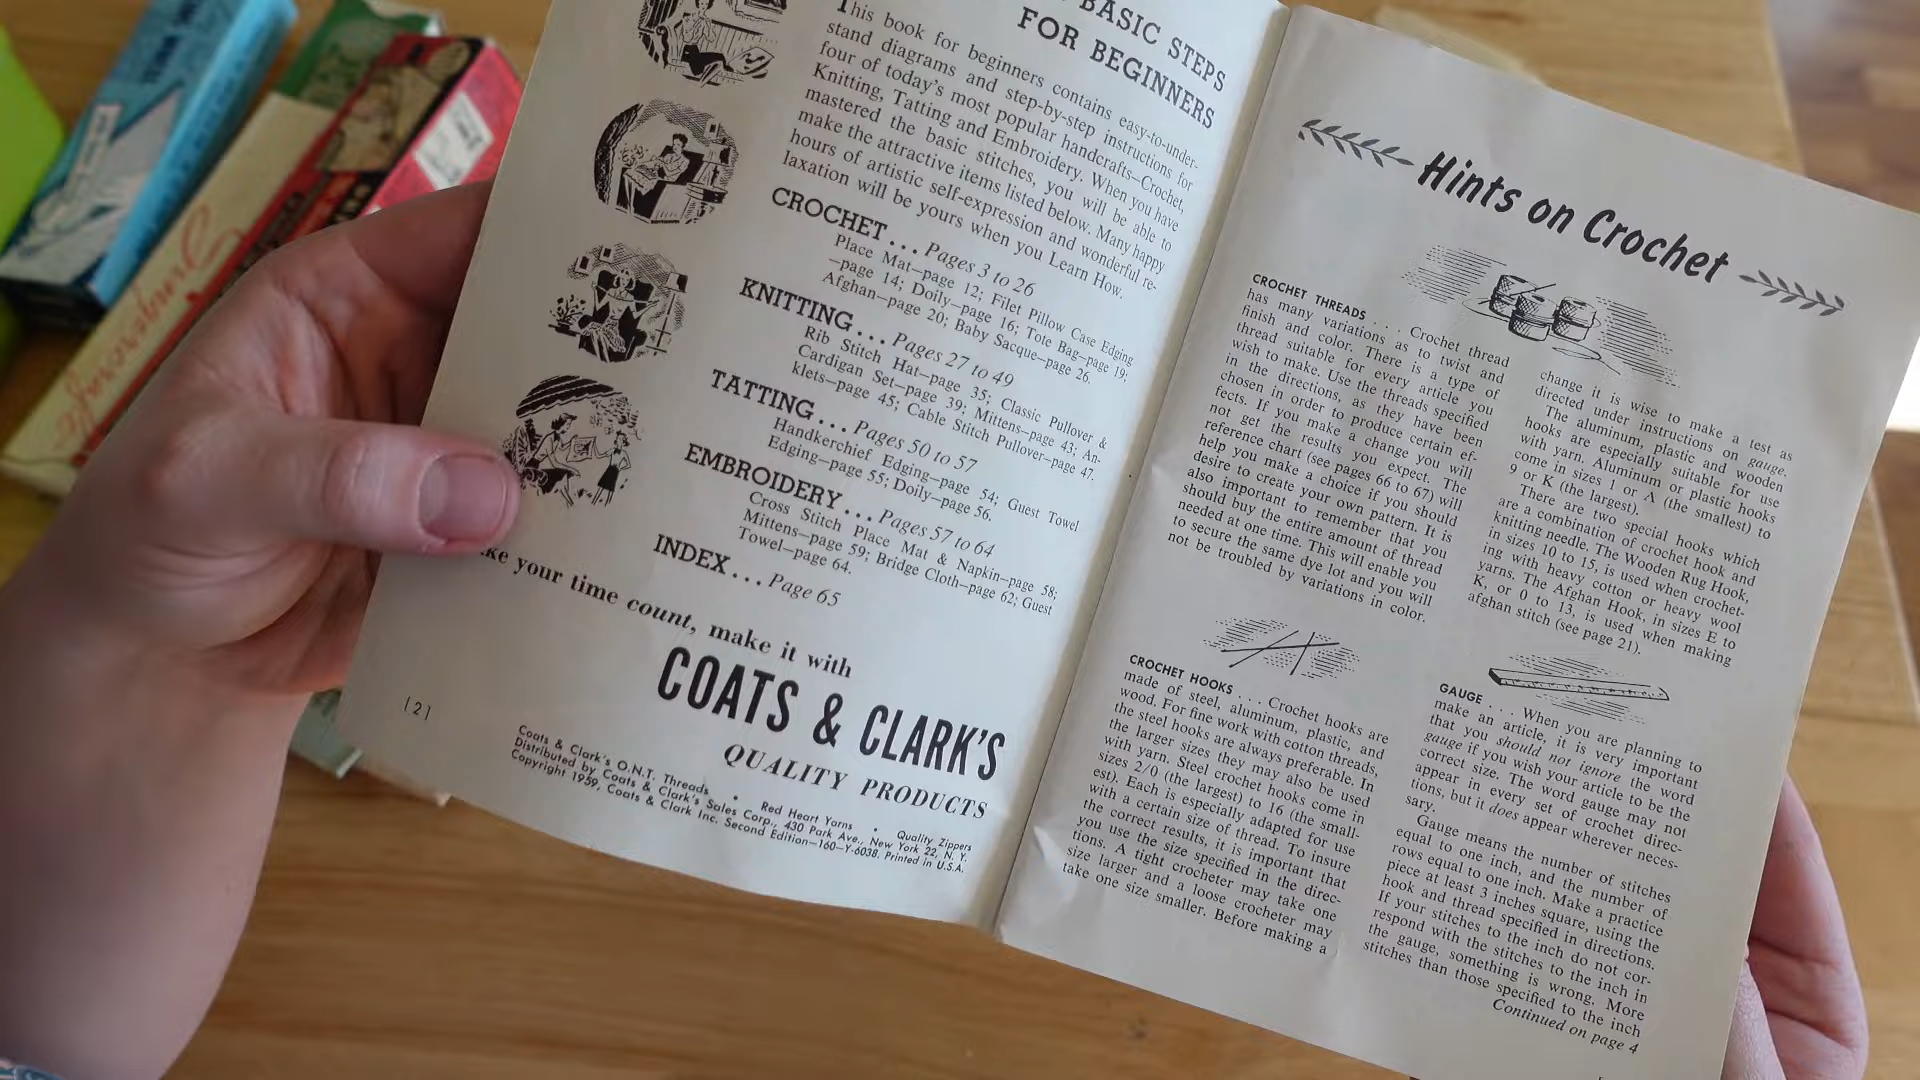 BASIC STEPS
FOR BEGINNERS
This book for beginners contains easy-to-under-
stand diagrams and step-by-step instructions for
four of today's most popular handcrafts—Crochet,
Knitting, Tatting and Embroidery. When you have
mastered the basic stitches, you will be able to
make the attractive items listed below. Many happy
hours of artistic self-expression and wonderful re-
laxation will be yours when you Learn How.
CROCHET... Pages 3 to 26
Place Mat—page 12; Filet Pillow Case Edging
—page 14; Doily—page 16; Tote Bag—page 19;
Afghan—page 20; Baby Sacque—page 26.
KNITTING... Pages 27 to 49
Rib Stitch Hat—page 35; Classic Pullover &
Cardigan Set—page 39; Mittens—page 43; An-
klets—page 45; Cable Stitch Pullover—page 47.
TATTING... Pages 50 to 57
Handkerchief Edging—page 54; Guest Towel
Edging—page 55; Doily—page 56.
EMBROIDERY... Pages 57 to 64
Cross Stitch Place Mat & Napkin—page 58;
Mittens—page 59; Bridge Cloth—page 62; Guest
Towel—page 64.
INDEX... Page 65
your time count, make it with
COATS & CLARK'S
QUALITY PRODUCTS
[2]
Coats & Clark's O.N.T. Threads • Red Heart Yarns • Quality Zippers
Distributed by Coats & Clark's Sales Corp., 430 Park Ave., New York 22, N. Y.
Copyright 1959, Coats & Clark Inc. Second Edition—160—Y-6038. Printed in U.S.A.
Hints on Crochet
CROCHET THREADS . . . Crochet thread
has many variations as to twist and
finish and color. There is a type of
thread suitable for every article you
wish to make. Use the threads specified
in the directions, as they have been
chosen in order to produce certain ef-
fects. If you make a change you will
not get the results you expect. The
reference chart (see pages 66 to 67) will
help you make a choice if you should
desire to create your own pattern. It is
also important to remember that you
should buy the entire amount of thread
needed at one time. This will enable you
to secure the same dye lot and you will
not be troubled by variations in color.
CROCHET HOOKS . . . Crochet hooks are
made of steel, aluminum, plastic, and
wood. For fine work with cotton threads,
the steel hooks are always preferable. In
the larger sizes they may also be used
with yarn. Steel crochet hooks come in
sizes 2/0 (the largest) to 16 (the small-
est). Each is especially adapted for use
with a certain size of thread. To insure
the correct results, it is important that
you use the size specified in the direc-
tions. A tight crocheter may take one
size larger and a loose crocheter may
take one size smaller. Before making a
change it is wise to make a test as
directed under instructions on gauge.
The aluminum, plastic and wooden
hooks are especially suitable for use
with yarn. Aluminum or plastic hooks
come in sizes 1 or A (the smallest) to
9 or K (the largest).
There are two special hooks which
are a combination of crochet hook and
knitting needle. The Wooden Rug Hook,
in sizes 10 to 15, is used when crochet-
ing with heavy cotton or heavy wool
yarns. The Afghan Hook, in sizes E to
K, or 0 to 13, is used when making
afghan stitch (see page 21).
GAUGE . . . When you are planning to
make an article, it is very important
that you should not ignore the word
gauge if you wish your article to be the
correct size. The word gauge may not
appear in every set of crochet direc-
tions, but it does appear wherever neces-
sary.
Gauge means the number of stitches
equal to one inch, and the number of
rows equal to one inch. Make a practice
piece at least 3 inches square, using the
hook and thread specified in directions.
If your stitches to the inch do not cor-
respond with the stitches to the inch in
the gauge, something is wrong. More
stitches than those specified to the inch
Continued on page 4